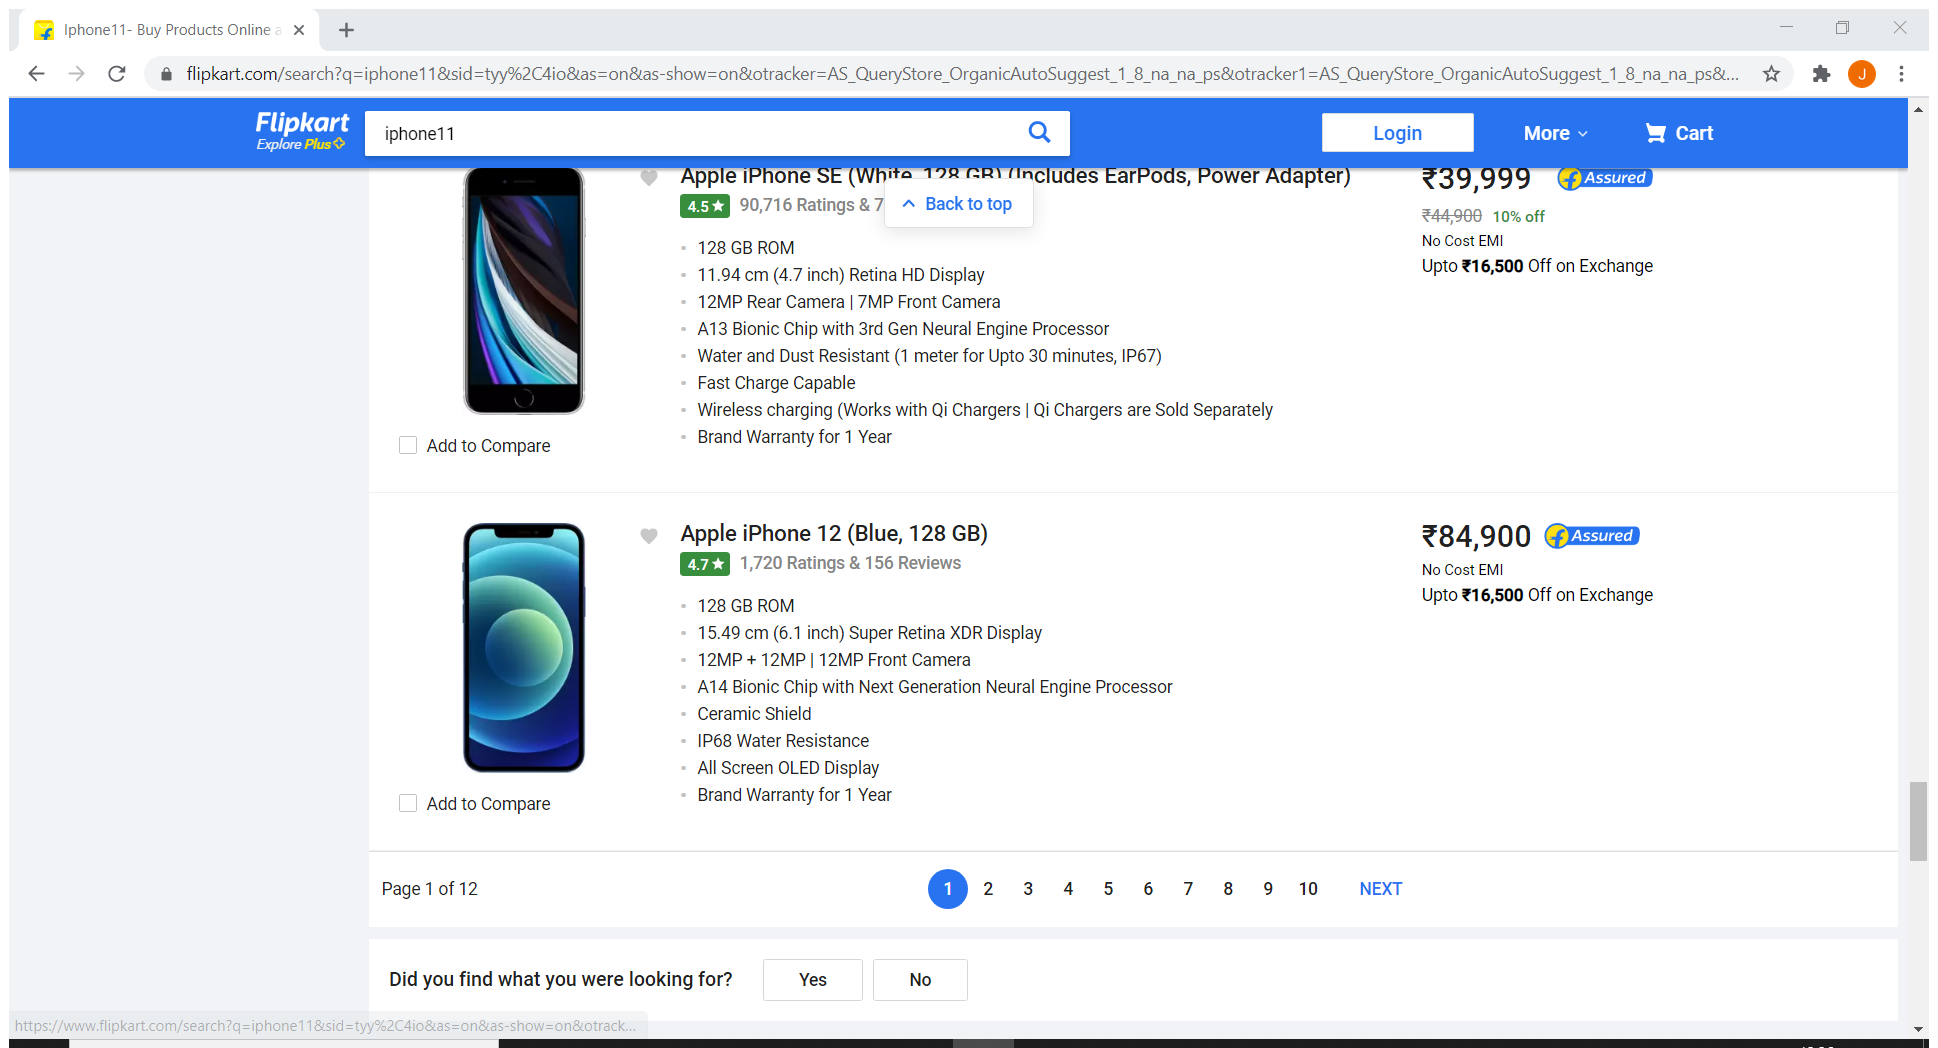 Iphone11- Buy Products Online a
flipkart.com/search?q=iphone11&sid=tyy%2C4io&as=on&as-show=on&otracker=AS_QueryStore_OrganicAutoSuggest_1_8_na_na_ps&otracker1=AS_QueryStore_OrganicAutoSuggest_1_8_na_na_ps&...
J
Flipkart
Explore Plus
iphone11
Login
More
Cart
Apple iPhone SE (White, 128 GB) (Includes EarPods, Power Adapter)
₹39,999
Assured
4.5★ 90,716 Ratings & 7
Back to top
₹44,900 10% off
No Cost EMI
Upto ₹16,500 Off on Exchange
128 GB ROM
11.94 cm (4.7 inch) Retina HD Display
12MP Rear Camera | 7MP Front Camera
A13 Bionic Chip with 3rd Gen Neural Engine Processor
Water and Dust Resistant (1 meter for Upto 30 minutes, IP67)
Fast Charge Capable
Wireless charging (Works with Qi Chargers | Qi Chargers are Sold Separately
Brand Warranty for 1 Year
Add to Compare
Apple iPhone 12 (Blue, 128 GB)
₹84,900
Assured
4.7★ 1,720 Ratings & 156 Reviews
No Cost EMI
Upto ₹16,500 Off on Exchange
128 GB ROM
15.49 cm (6.1 inch) Super Retina XDR Display
12MP + 12MP | 12MP Front Camera
A14 Bionic Chip with Next Generation Neural Engine Processor
Ceramic Shield
IP68 Water Resistance
All Screen OLED Display
Brand Warranty for 1 Year
Add to Compare
Page 1 of 12
1 2 3 4 5 6 7 8 9 10 NEXT
Did you find what you were looking for?
Yes
No
https://www.flipkart.com/search?q=iphone11&sid=tyy%2C4io&as=on&as-show=on&otrack...